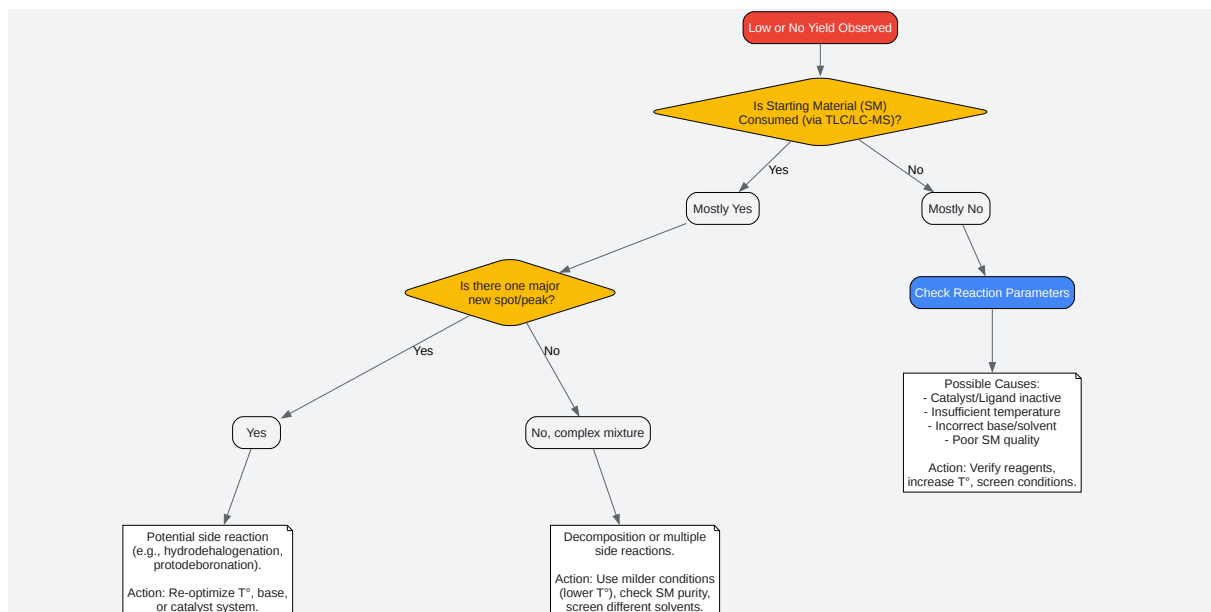 Low or No Yield Observed
Is Starting Material (SM)
Consumed (via TLC/LC-MS)?
Yes
No
Mostly Yes
Mostly No
Is there one major
new spot/peak?
Check Reaction Parameters
Yes
No
Possible Causes:
- Catalyst/Ligand inactive
- Insufficient temperature
- Incorrect base/solvent
- Poor SM quality
Action: Verify reagents,
increase T°, screen conditions.
Yes
No, complex mixture
Potential side reaction
(e.g., hydrodehalogenation,
protodeboronation).
Action: Re-optimize T°, base,
or catalyst system.
Decomposition or multiple
side reactions.
Action: Use milder conditions
(lower T°), check SM purity,
screen different solvents.